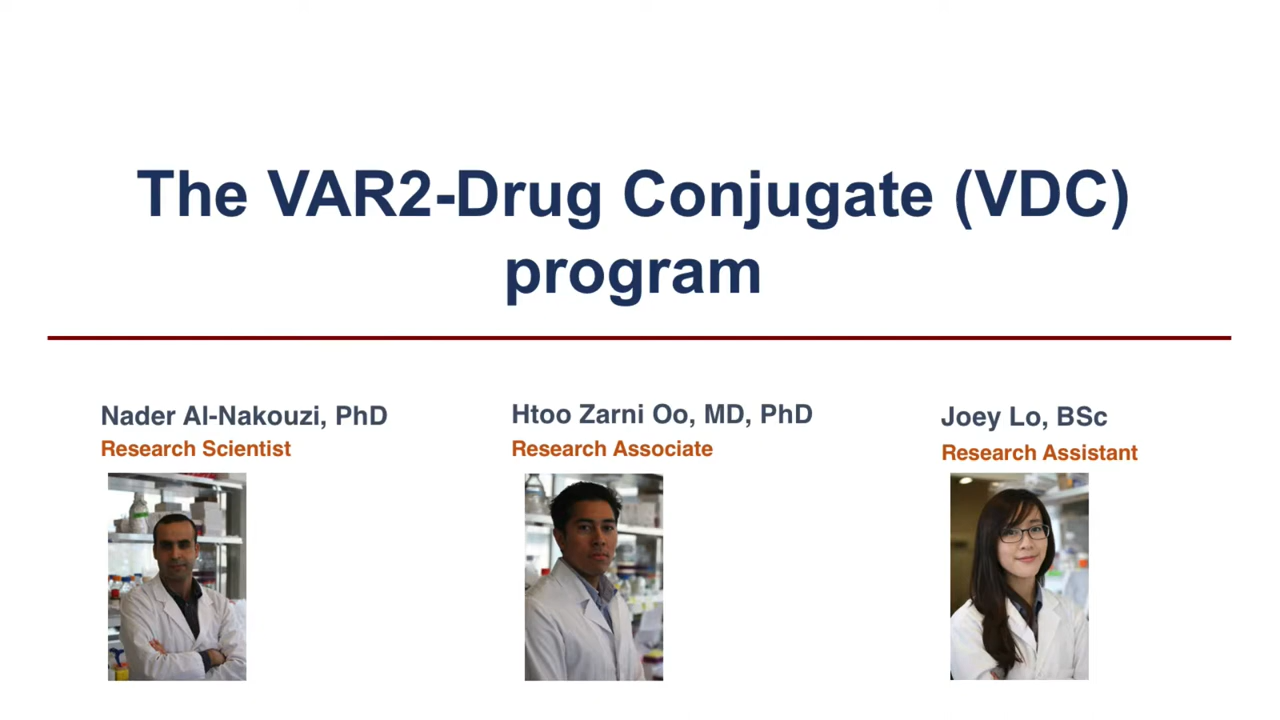 The VAR2-Drug Conjugate (VDC)
program
Nader Al-Nakouzi, PhD
Research Scientist
Htoo Zarni Oo, MD, PhD
Research Associate
Joey Lo, BSc
Research Assistant